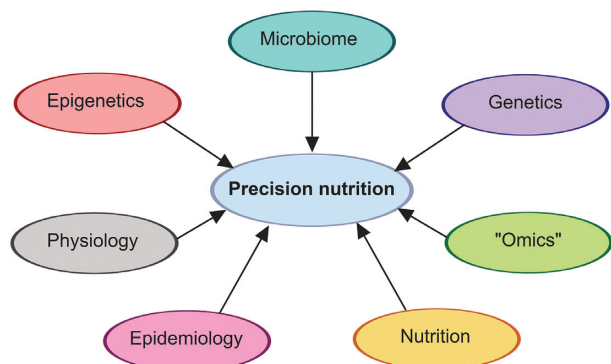 Microbiome
Epigenetics
Genetics
Precision nutrition
Physiology
"Omics"
Epidemiology
Nutrition